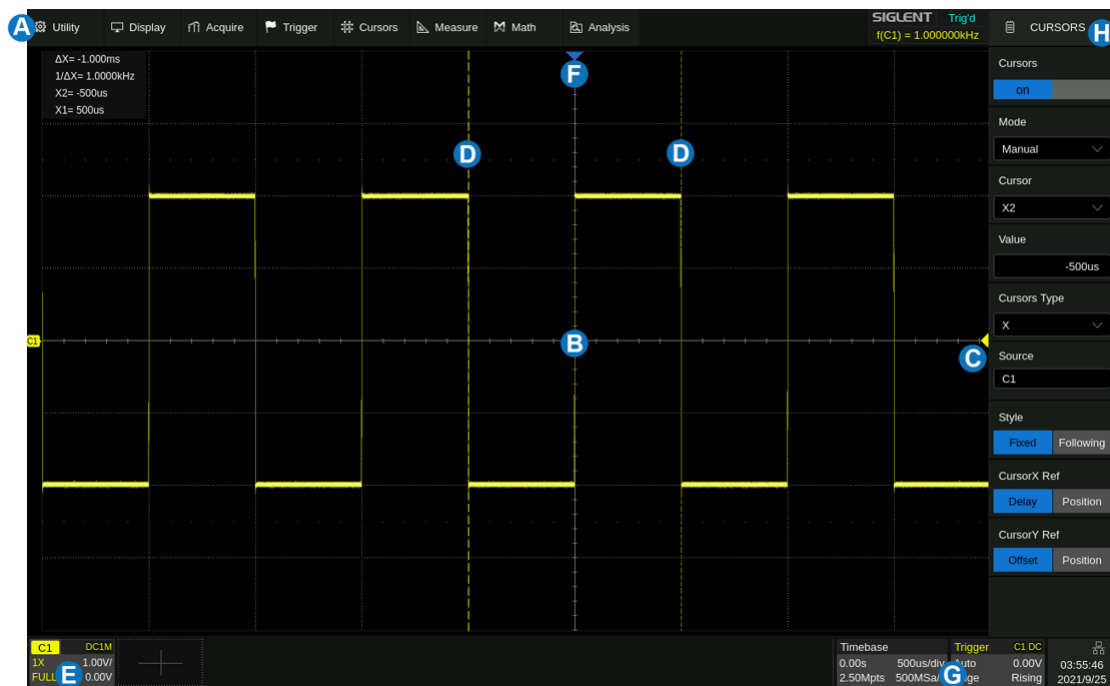 A Utility Display Acquire Trigger Cursors Measure Math Analysis
SIGLENT Trig'd
f(C1) = 1.000000kHz
CURSORS H
ΔX= -1.000ms
1/ΔX= 1.0000kHz
X2= -500us
X1= 500us
F
D D
B
C1
C
Cursors
on
Mode
Manual
Cursor
X2
Value
-500us
Cursors Type
X
Source
C1
Style
Fixed Following
CursorX Ref
Delay Position
CursorY Ref
Offset Position
C1 DC1M
1X 1.00V/
FULL E 0.00V
Timebase
0.00s 500us/div
2.50Mpts 500MSa/
G
Trigger C1 DC
0.00V
Rising
03:55:46
2021/9/25